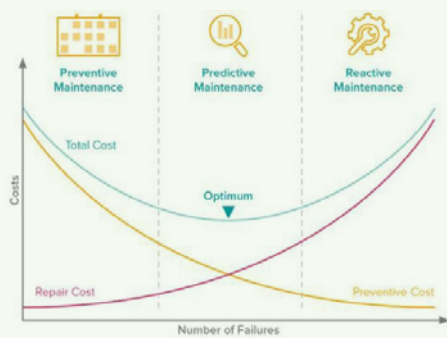 Preventive
Maintenance
Predictive
Maintenance
Reactive
Maintenance
Total Cost
Optimum
Costs
Repair Cost
Preventive Cost
Number of Failures